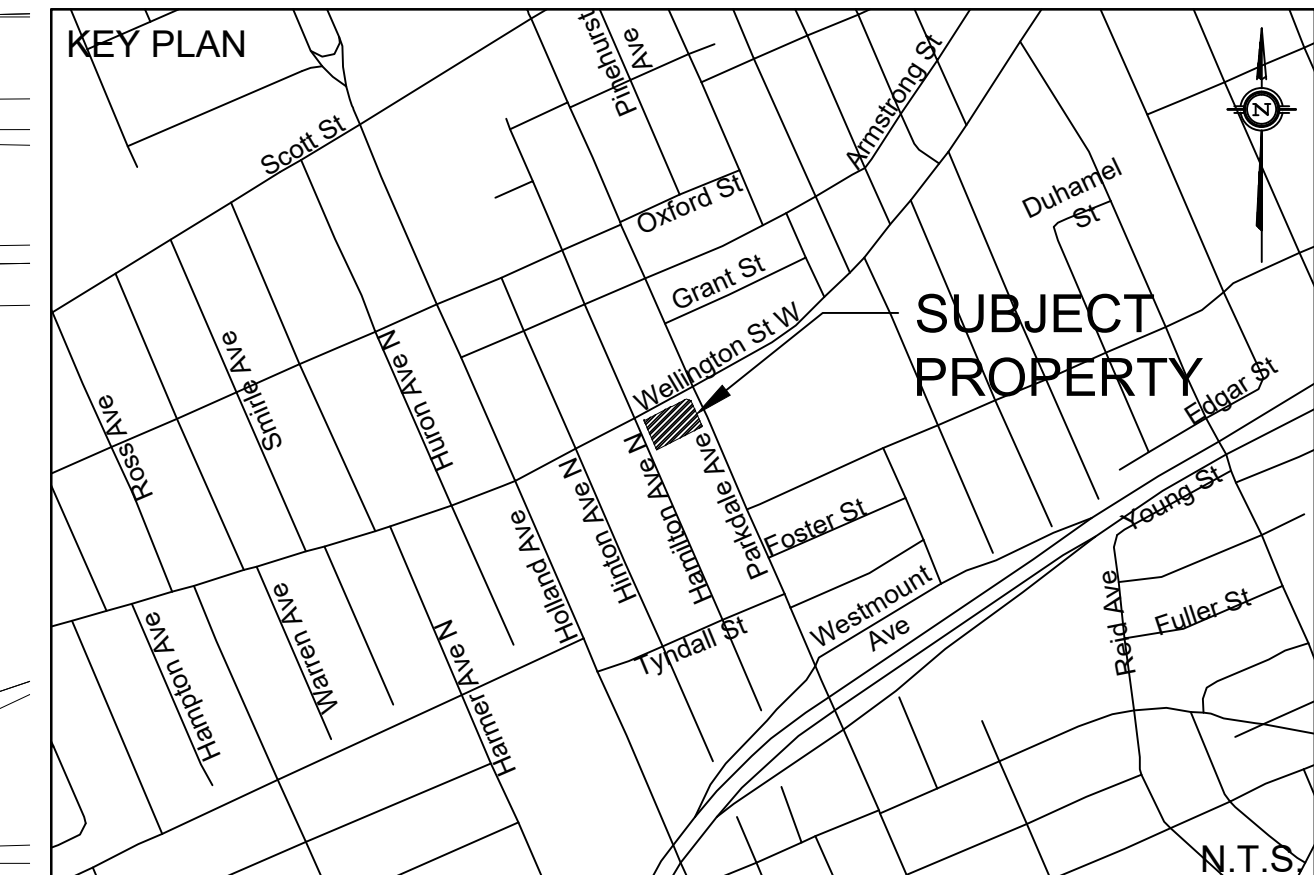 KEY PLAN
Pinehurst
Ave
Armstrong St
N
Scott St
Duhamel
St
Oxford St
Grant St
SUBJECT
PROPERTY
Wellington St W
Smirle Ave
Huron Ave N
Edgar St
Ross Ave
Hinton Ave N
Hamilton Ave N
Parkdale Ave
Young St
Foster St
Holland Ave
Westmount
Ave
Reid Ave
Fuller St
Hampton Ave
Warren Ave
Harmer Ave N
Tyndall St
N.T.S.